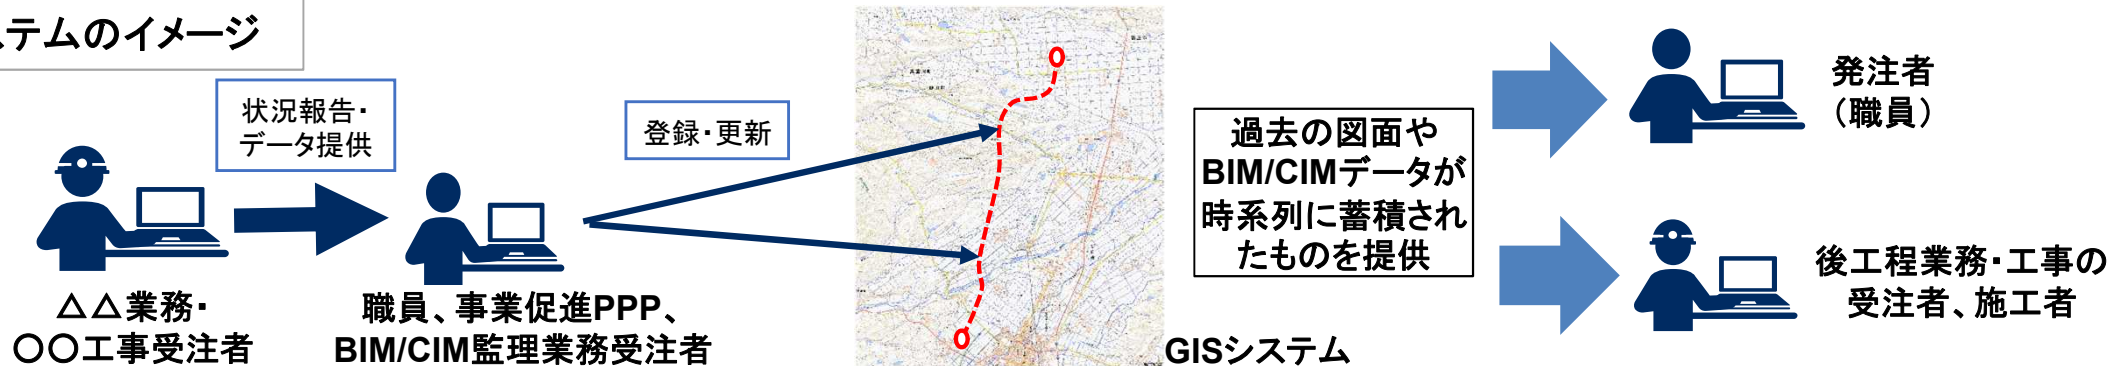 ステムのイメージ
状況報告・
データ提供
登録・更新
△△業務・
〇〇工事受注者
職員、事業促進PPP、
BIM/CIM監理業務受注者
GISシステム
過去の図面や
BIM/CIMデータが
時系列に蓄積され
たものを提供
発注者
（職員）
後工程業務・工事の
受注者、施工者